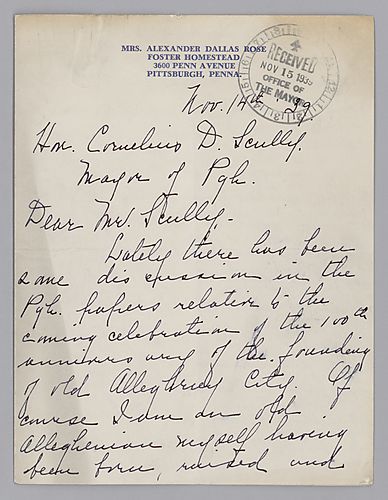 MRS. ALEXANDER DALLAS ROSE
FOSTER HOMESTEAD
3600 PENN AVENUE
PITTSBURGH, PENNA.
RECEIVED
NOV 15 1939
OFFICE OF
THE MAYOR
Nov. 14th '39
Hon. Cornelius D. Scully.
Mayor of Pgh.
Dear Mr. Scully.-
Lately there has been
some discussion in the
Pgh. papers relative to the
coming celebration of the 100th
anniversary of the founding
of old Allegheny City. Of
course I am an old
Alleghenian myself having
been born, raised and